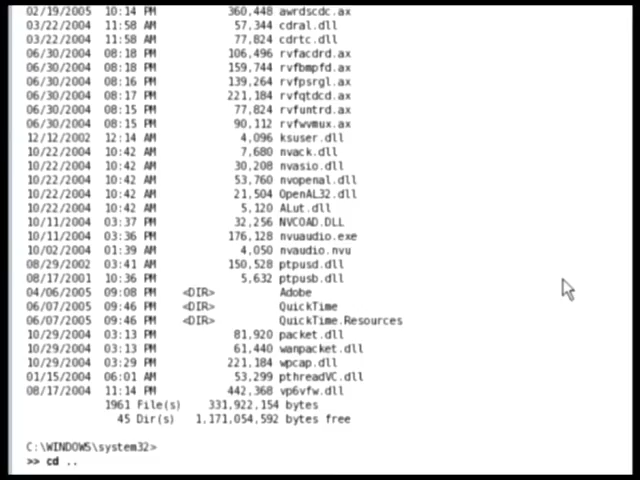 02/19/2005 10:14 PM 360,448 awrdscdc.ax
03/22/2004 11:58 AM 57,344 cdral.dll
03/22/2004 11:58 AM 77,824 cdrtc.dll
06/30/2004 08:18 PM 106,496 rvfacdrd.ax
06/30/2004 08:18 PM 159,744 rvfbmpfd.ax
06/30/2004 08:16 PM 139,264 rvfpsrgl.ax
06/30/2004 08:17 PM 221,184 rvfqtdcd.ax
06/30/2004 08:15 PM 77,824 rvfuntrd.ax
06/30/2004 08:15 PM 90,112 rvfwvmux.ax
12/12/2002 12:14 AM 4,096 ksuser.dll
10/22/2004 10:42 AM 7,680 nvack.dll
10/22/2004 10:42 AM 30,208 nvasio.dll
10/22/2004 10:42 AM 53,760 nvopenal.dll
10/22/2004 10:42 AM 21,504 OpenAL32.dll
10/22/2004 10:42 AM 5,120 ALut.dll
10/11/2004 03:37 PM 32,256 NVCOAD.DLL
10/11/2004 03:36 PM 176,128 nvuaudio.exe
10/02/2004 01:39 AM 4,050 nvaudio.nvu
08/29/2002 03:41 AM 150,528 ptpusd.dll
08/17/2001 10:36 PM 5,632 ptpusb.dll
04/06/2005 09:08 PM <DIR> Adobe
06/07/2005 09:46 PM <DIR> QuickTime
06/07/2005 09:46 PM <DIR> QuickTime.Resources
10/29/2004 03:13 PM 81,920 packet.dll
10/29/2004 03:13 PM 61,440 wanpacket.dll
10/29/2004 03:29 PM 221,184 wpcap.dll
01/15/2004 06:01 AM 53,299 pthreadVC.dll
08/17/2004 11:14 PM 442,368 vp6vfw.dll
1961 File(s) 331,922,154 bytes
45 Dir(s) 1,171,054,592 bytes free
C:\WINDOWS\system32>
>> cd ..